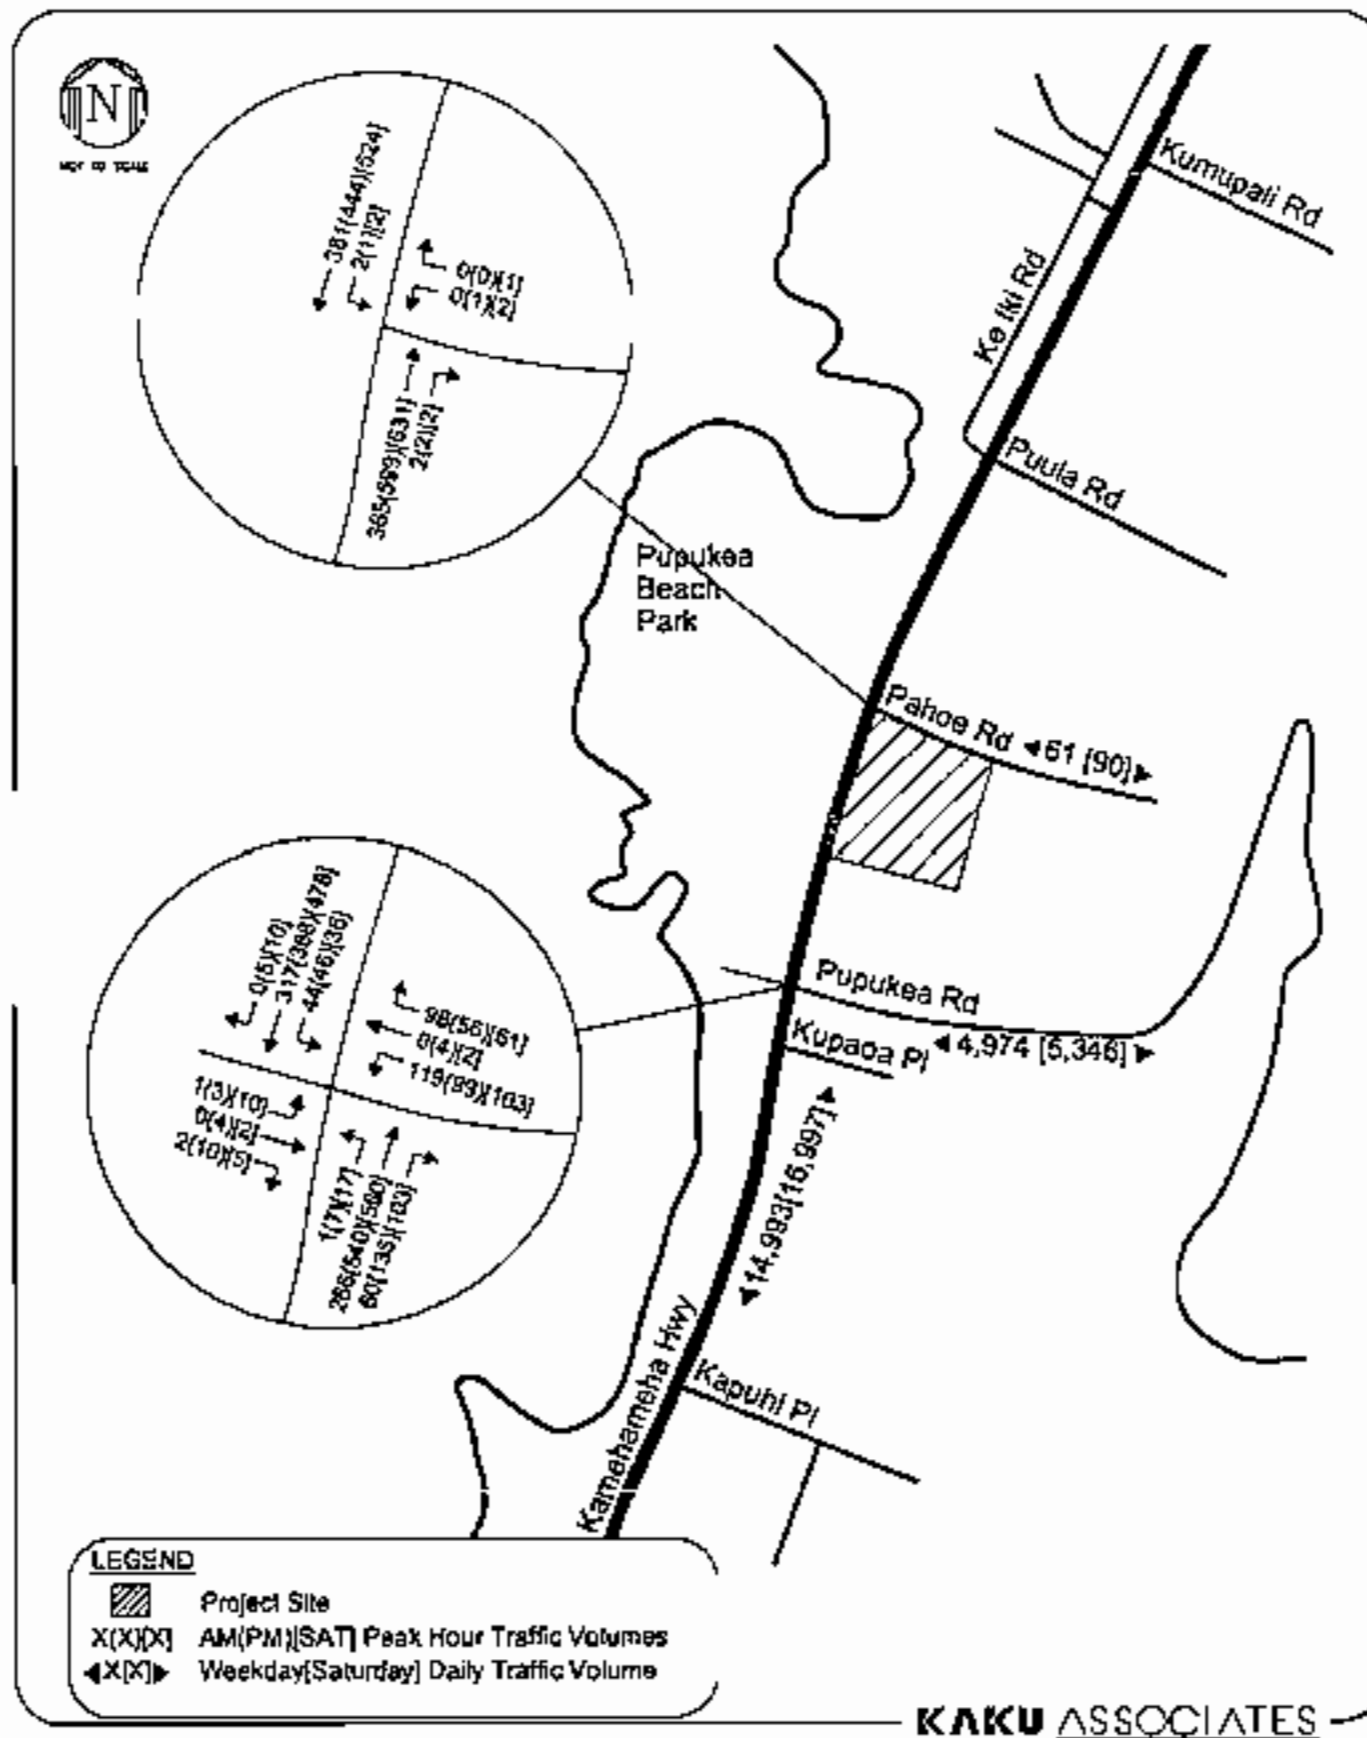 N
381(444)[524]
2(1)[2]
0(0)[1]
0(1)[2]
365(599)[631]
2(2)[2]
Kumupali Rd
Ke Iki Rd
Puula Rd
Pupukea
Beach
Park
Pahoe Rd
61 [90]
0(5)[10]
317(388)[478]
44(46)[36]
98(56)[61]
0(4)[2]
119(99)[103]
1(3)[10]
0(4)[2]
2(10)[5]
1(7)[17]
266(540)[560]
60(135)[103]
Pupukea Rd
Kupaoa Pl
4,974 [5,346]
14,993[16,997]
Kamehameha Hwy
Kapuhi Pl
LEGEND
Project Site
X(X)[X] AM(PM)[SAT] Peak Hour Traffic Volumes
X[X] Weekday[Saturday] Daily Traffic Volume
KAKU ASSOCIATES